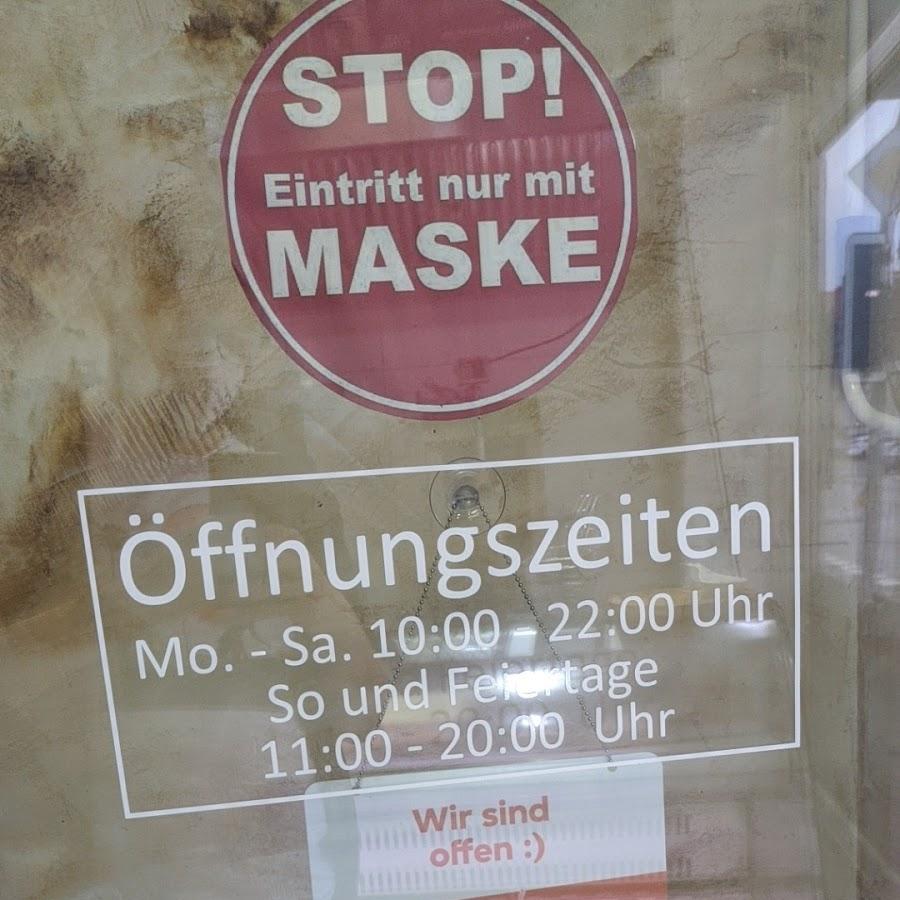 STOP!
Eintritt nur mit
MASKE
Öffnungszeiten
Mo. - Sa. 10:00 - 22:00 Uhr
So und Feiertage
11:00 - 20:00 Uhr
Wir sind
offen :)